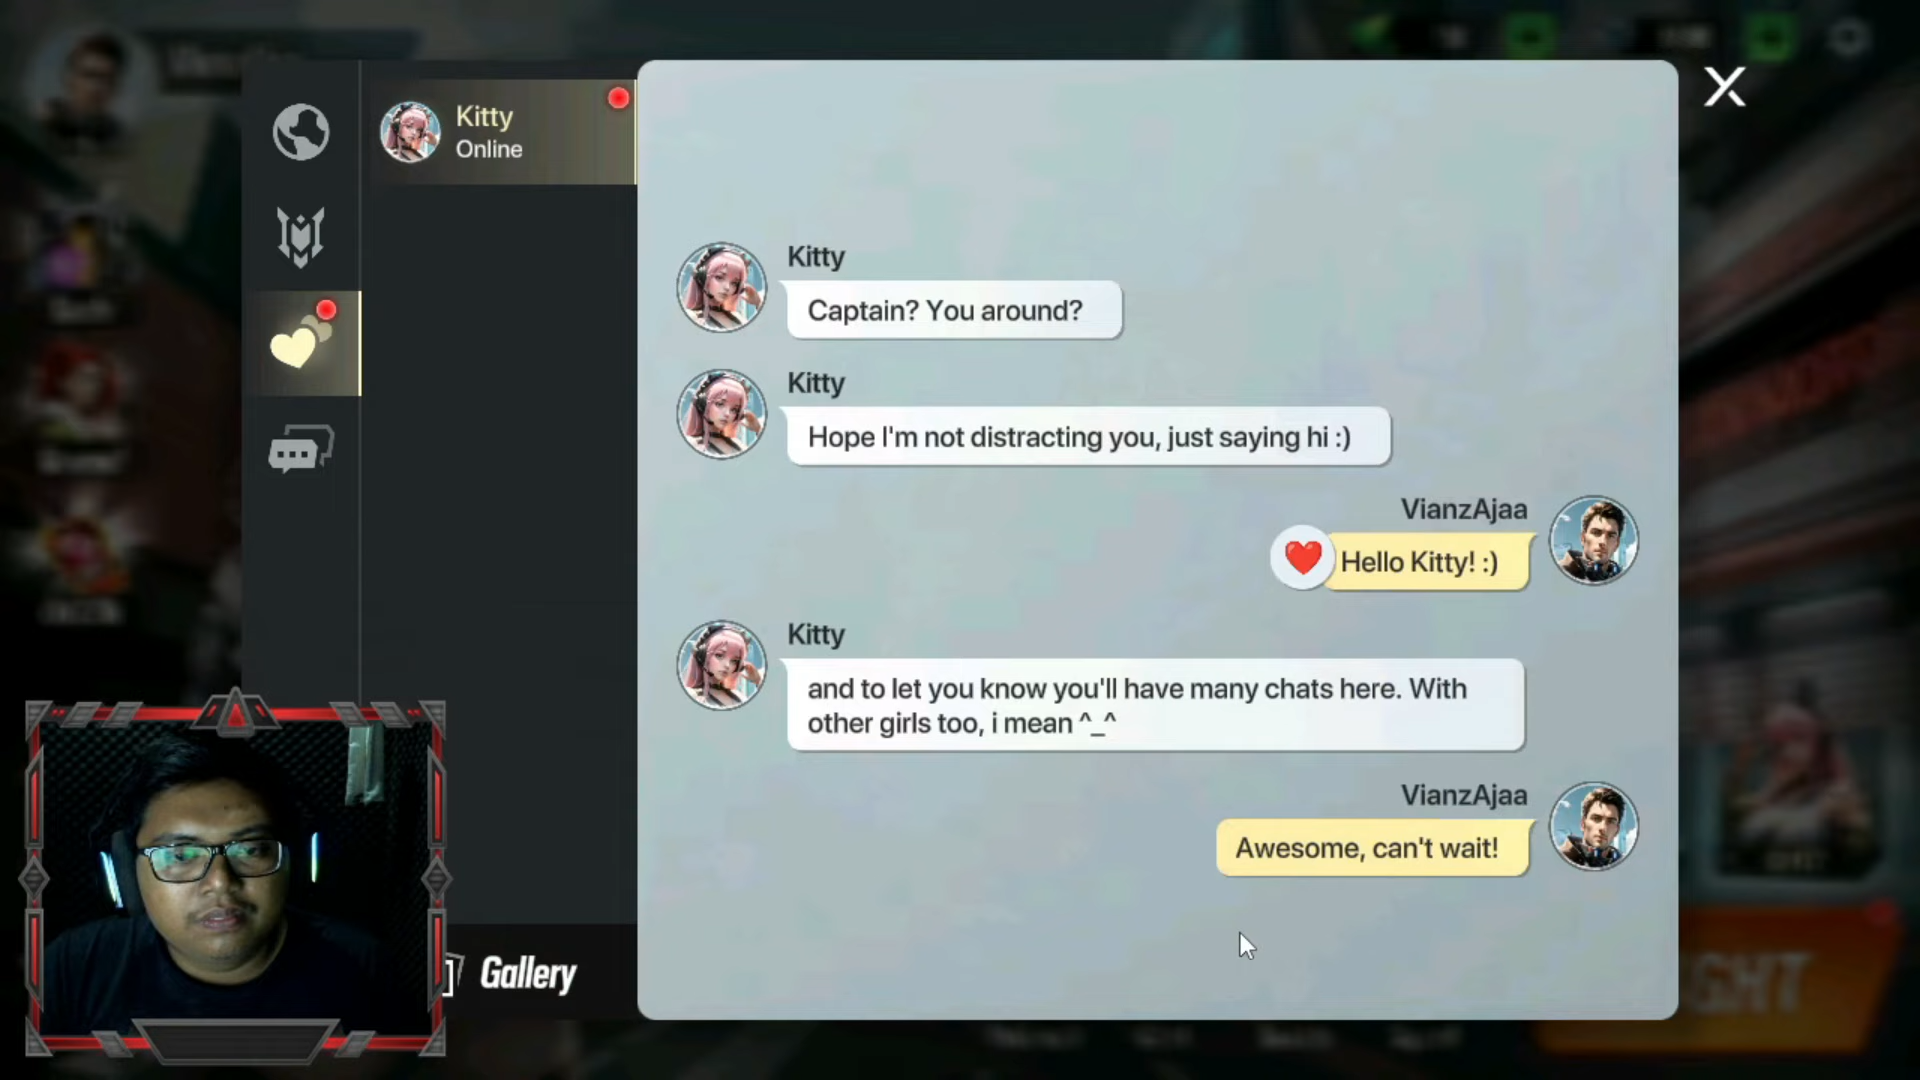 Kitty
Online
Kitty
Captain? You around?
Kitty
Hope I'm not distracting you, just saying hi :)
VianzAjaa
❤️ Hello Kitty! :)
Kitty
and to let you know you'll have many chats here. With
other girls too, i mean ^_^
VianzAjaa
Awesome, can't wait!
Gallery